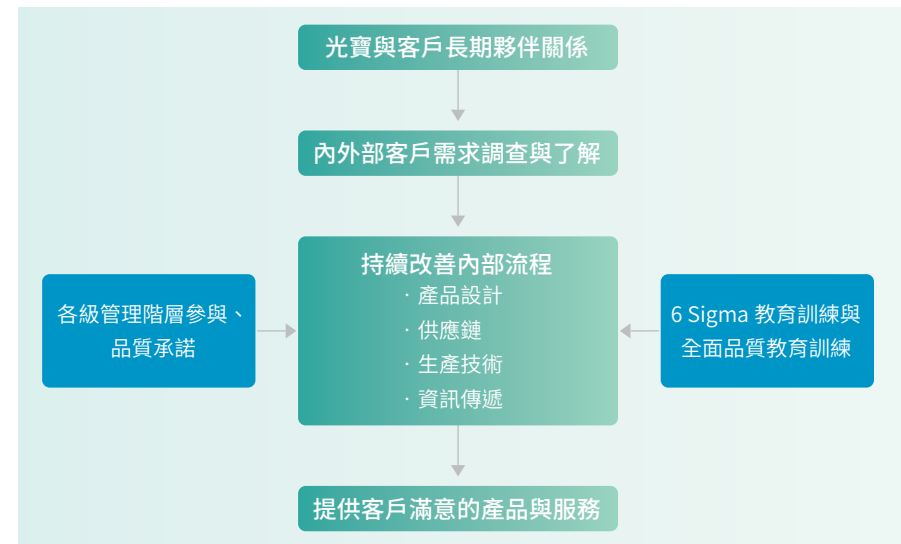 光寶與客戶長期夥伴關係
內外部客戶需求調查與了解
持續改善內部流程
· 產品設計
· 供應鏈
· 生產技術
· 資訊傳遞
各級管理階層參與、
品質承諾
6 Sigma 教育訓練與
全面品質教育訓練
提供客戶滿意的產品與服務